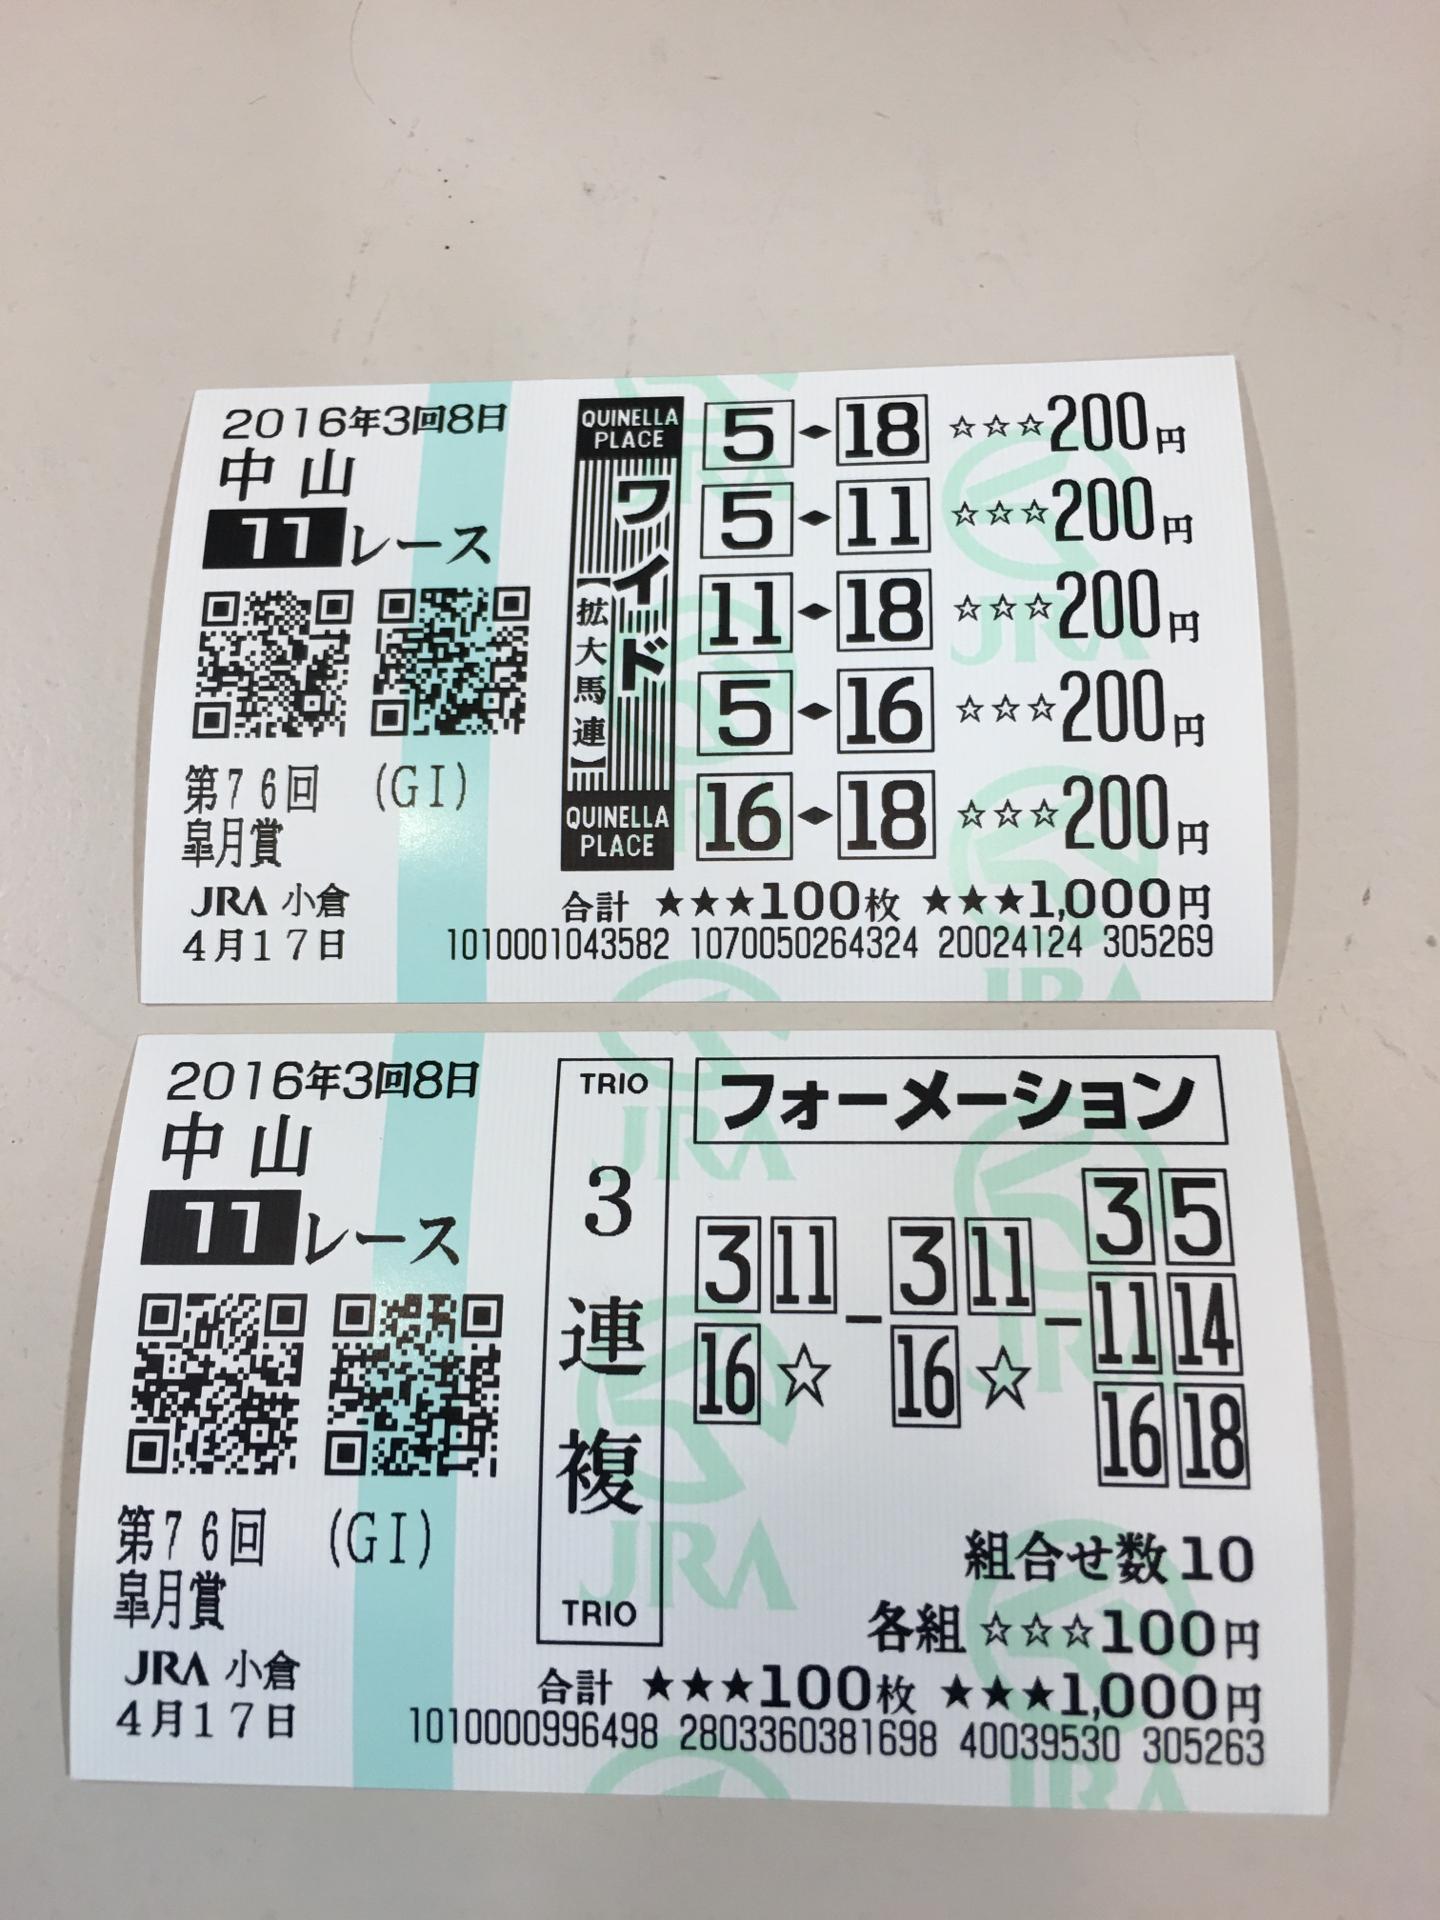 2016年3回8日
中山
11レース
第76回 (GI)
皐月賞
JRA 小倉
4月17日
QUINELLA
PLACE
ワイド
【拡大馬連】
QUINELLA
PLACE
5 ◆ 18 ☆☆☆200円
5 ◆ 11 ☆☆☆200円
11 ◆ 18 ☆☆☆200円
5 ◆ 16 ☆☆☆200円
16 ◆ 18 ☆☆☆200円
合計 ★★★100枚 ★★★1,000円
1010001043582 1070050264324 20024124 305269
2016年3回8日
中山
11レース
第76回 (GI)
皐月賞
JRA 小倉
4月17日
TRIO
3連複
TRIO
フォーメーション
3 11 16 ☆ － 3 11 16 ☆ － 3 5 11 14 16 18
組合せ数10
各組 ☆☆☆100円
合計 ★★★100枚 ★★★1,000円
1010000996498 2803360381698 40039530 305263